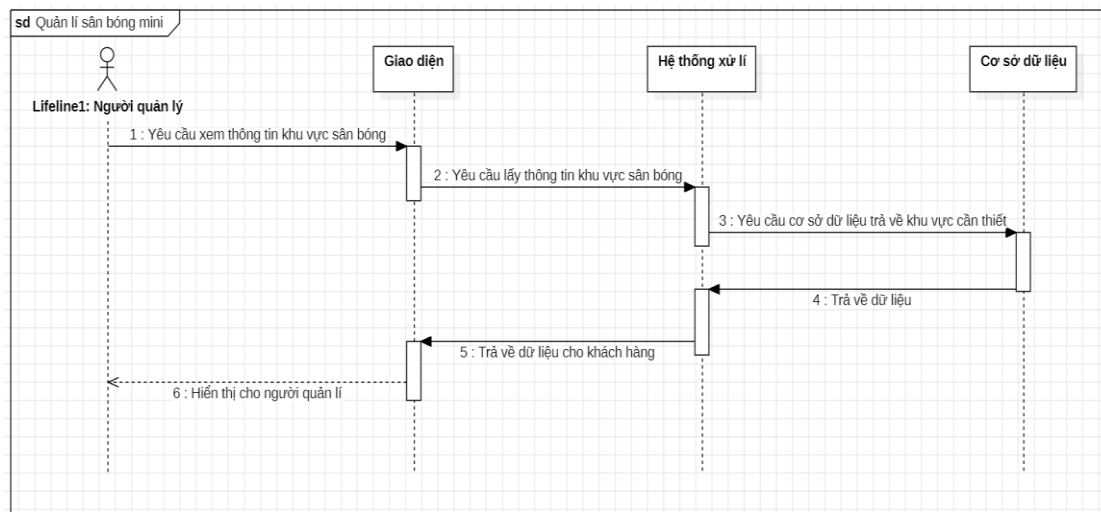 sd Quản lí sân bóng mini
Giao diện
Hệ thống xử lí
Cơ sở dữ liệu
Lifeline1: Người quản lý
1 : Yêu cầu xem thông tin khu vực sân bóng
2 : Yêu cầu lấy thông tin khu vực sân bóng
3 : Yêu cầu cơ sở dữ liệu trả về khu vực cần thiết
4 : Trả về dữ liệu
5 : Trả về dữ liệu cho khách hàng
6 : Hiển thị cho người quản lí